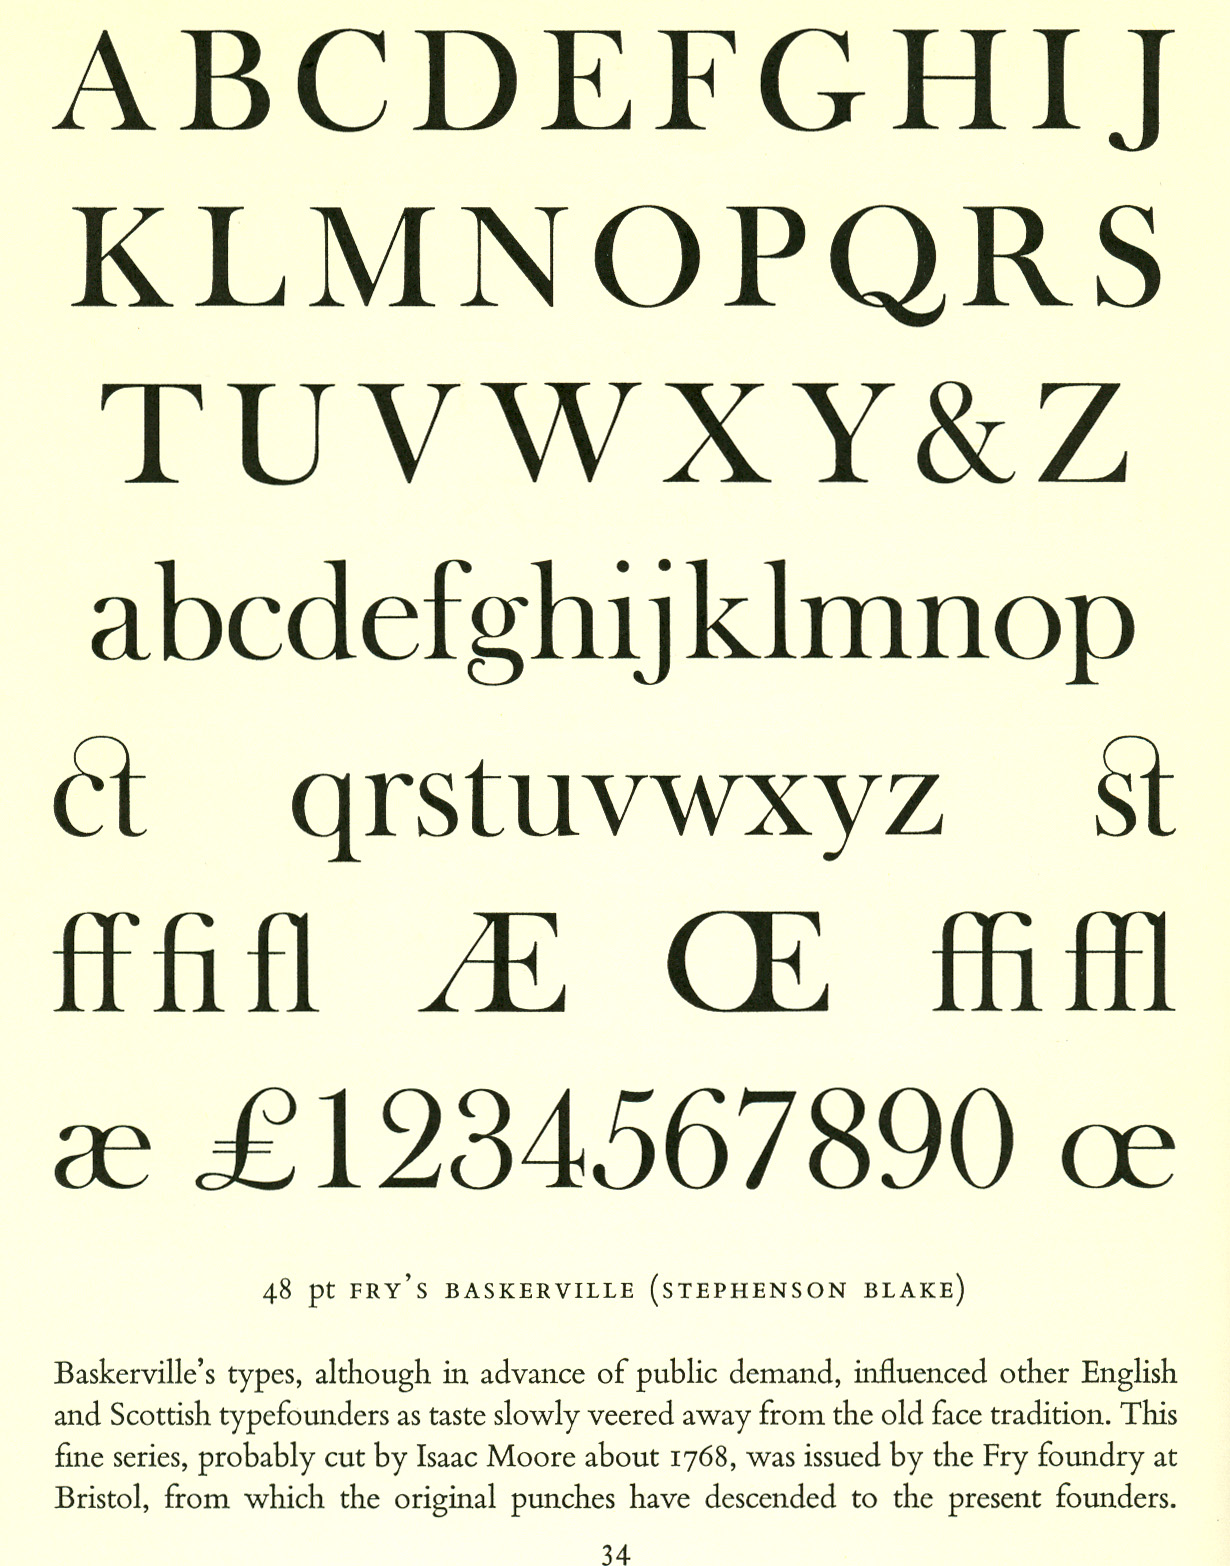 ABCDEFGHIJ
KLMNOPQRS
TUVWXY&Z
abcdefghijklmnop
ct qrstuvwxyz st
ff fi fl Æ Œ ffi ffl
æ £1234567890 œ
48 pt FRY’S BASKERVILLE (STEPHENSON BLAKE)
Baskerville’s types, although in advance of public demand, influenced other English
and Scottish typefounders as taste slowly veered away from the old face tradition. This
fine series, probably cut by Isaac Moore about 1768, was issued by the Fry foundry at
Bristol, from which the original punches have descended to the present founders.
34